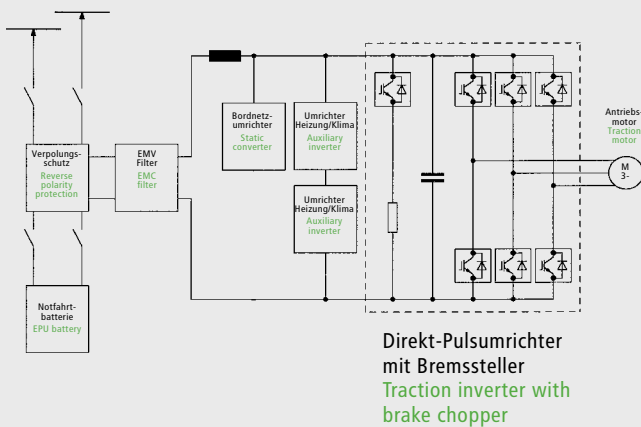 Verpolungs-
schutz
Reverse
polarity
protection
EMV
Filter
EMC
filter
Notfahrt-
batterie
EPU battery
Bordnetz-
umrichter
Static
converter
Umrichter
Heizung/Klima
Auxiliary
inverter
Umrichter
Heizung/Klima
Auxiliary
inverter
Antriebs-
motor
Traction
motor
M
3-
Direkt-Pulsumrichter
mit Bremssteller
Traction inverter with
brake chopper